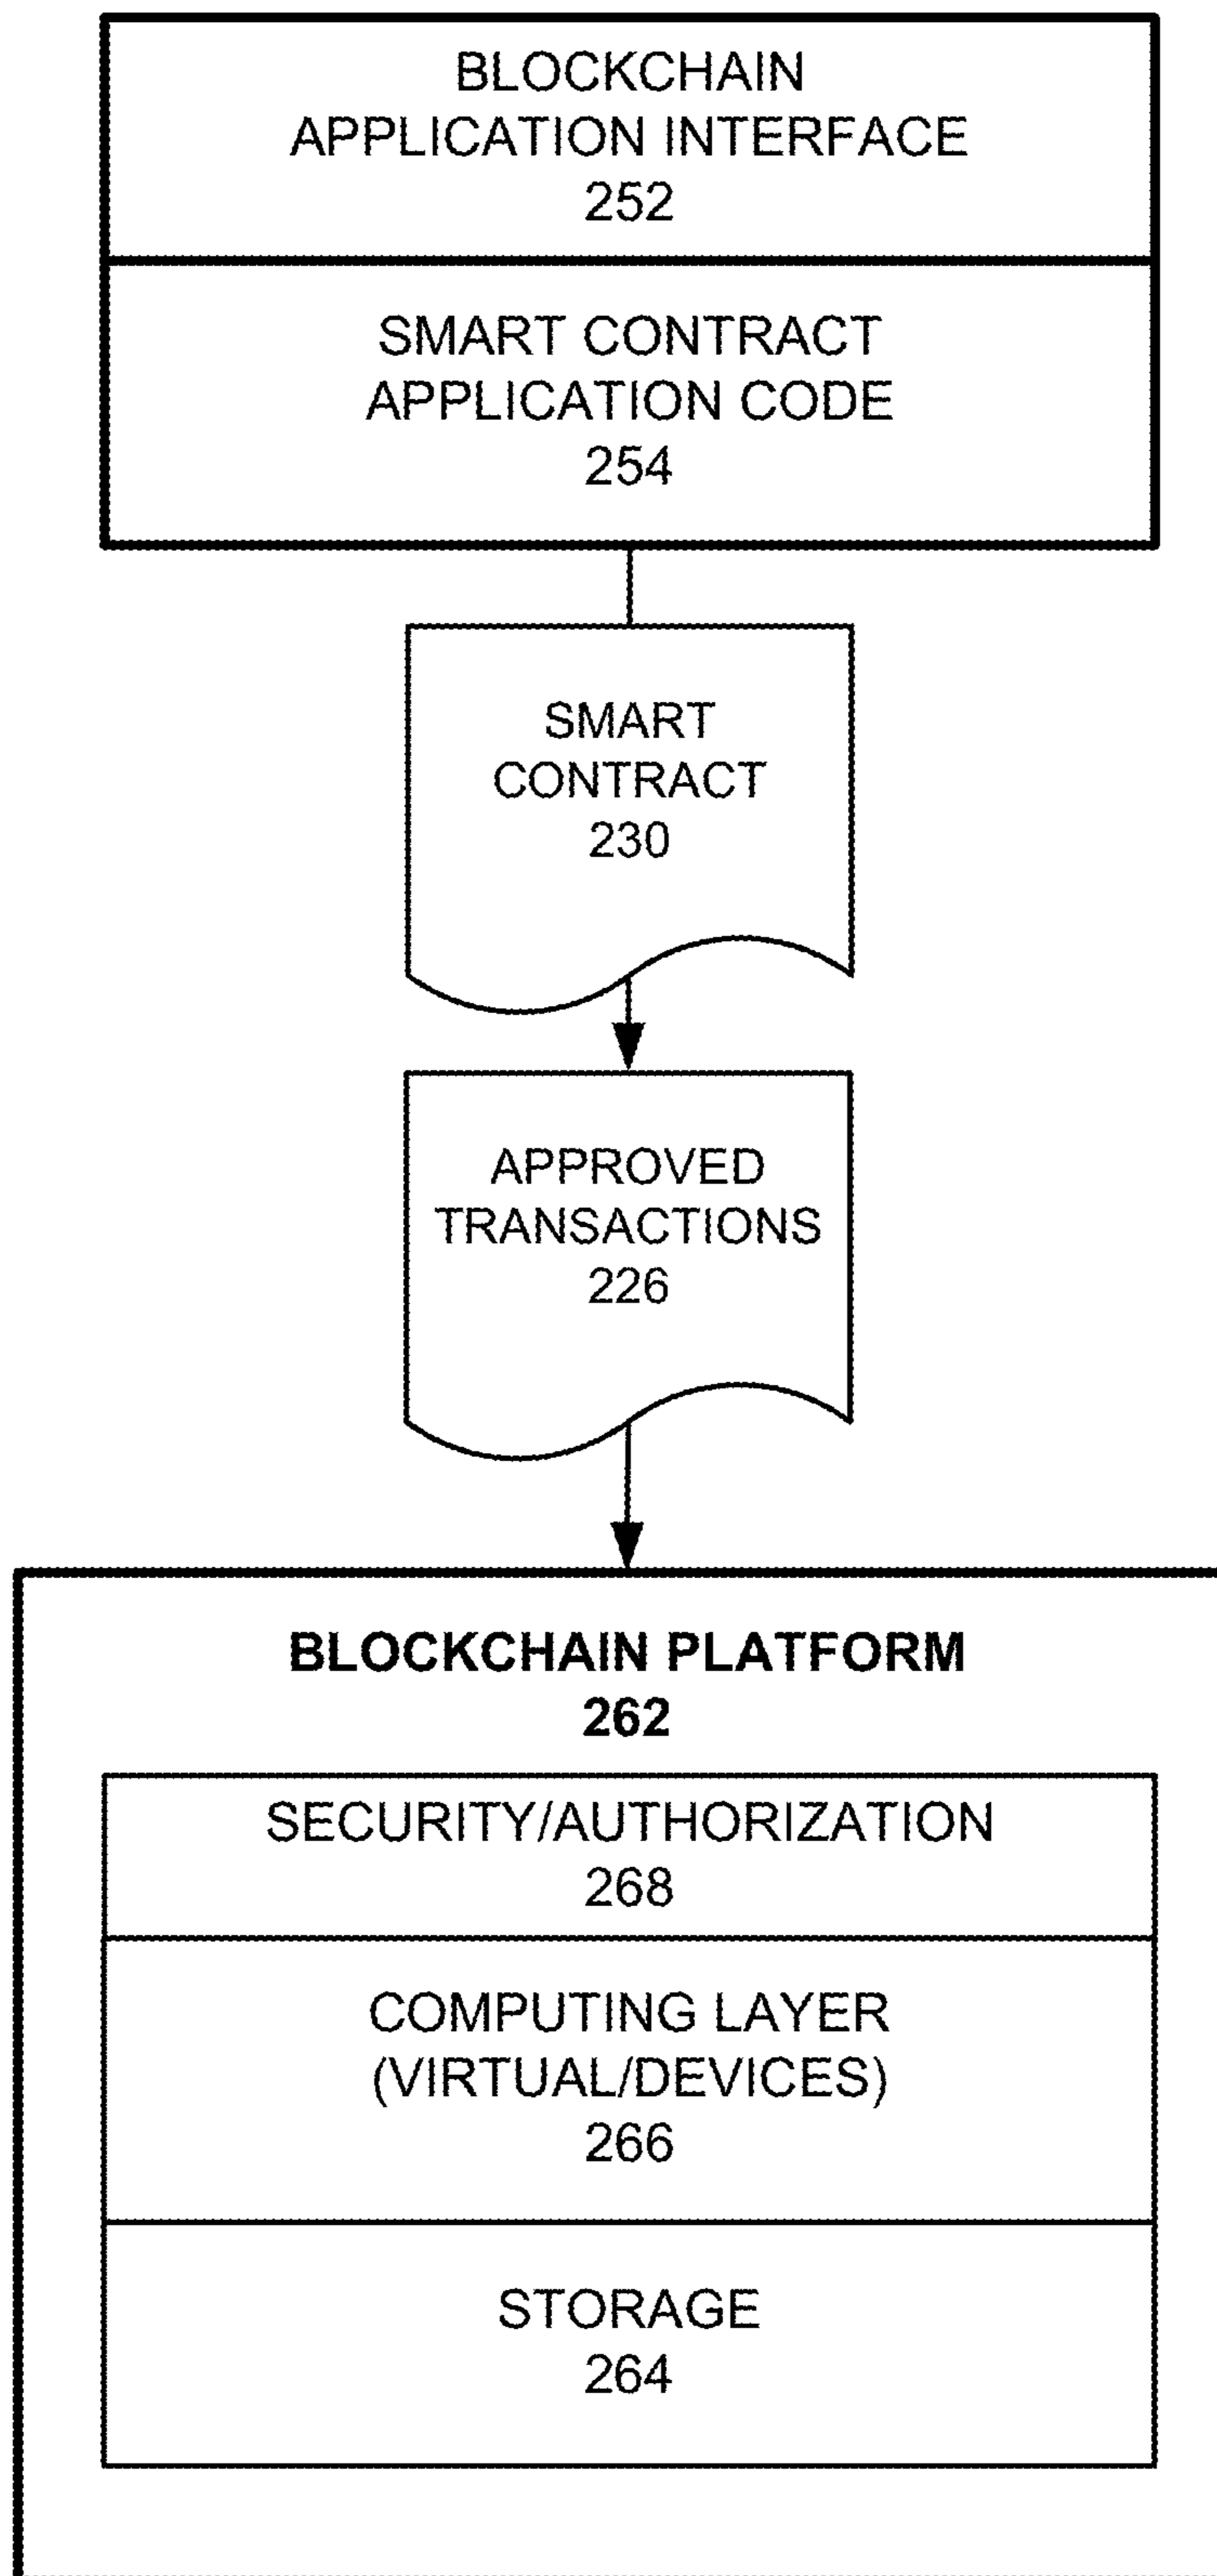 BLOCKCHAIN
APPLICATION INTERFACE
252
SMART CONTRACT
APPLICATION CODE
254
SMART
CONTRACT
230
APPROVED
TRANSACTIONS
226
BLOCKCHAIN PLATFORM
262
SECURITY/AUTHORIZATION
268
COMPUTING LAYER
(VIRTUAL/DEVICES)
266
STORAGE
264